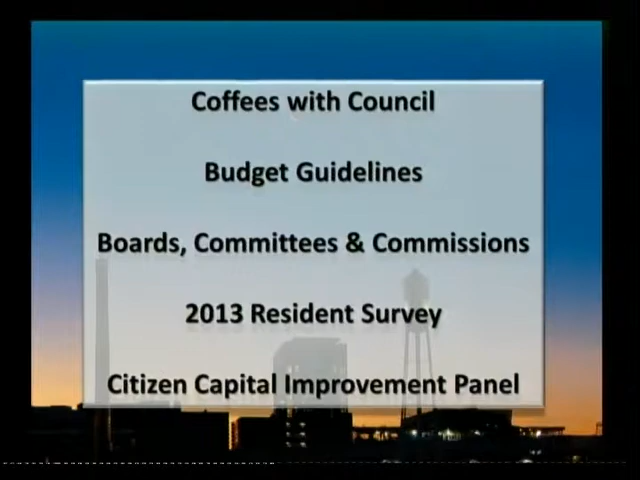 Coffees with Council
Budget Guidelines
Boards, Committees & Commissions
2013 Resident Survey
Citizen Capital Improvement Panel